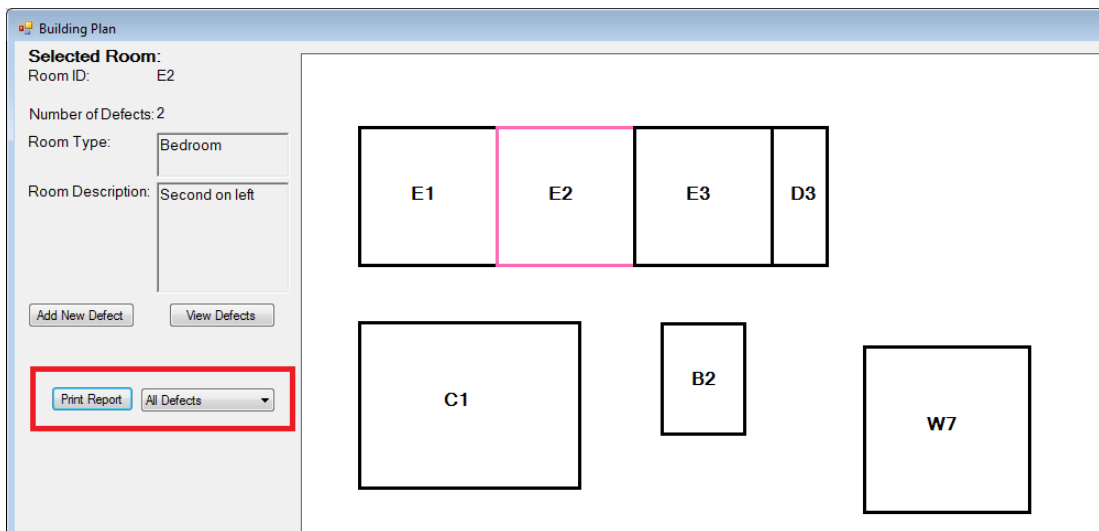 Building Plan
Selected Room:
Room ID: E2
Number of Defects: 2
Room Type: Bedroom
Room Description: Second on left
Add New Defect View Defects
Print Report All Defects
E1 E2 E3 D3
C1 B2 W7